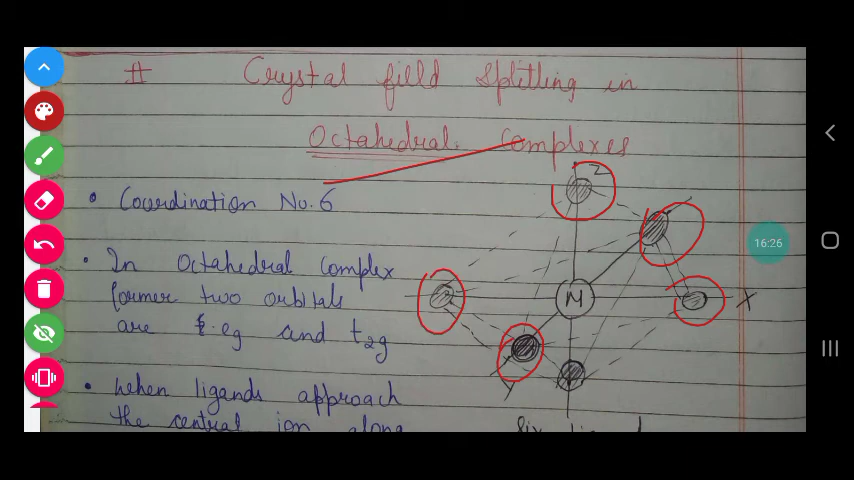 # Crystal field Splitling in
Octahedral Complexes
• Coordination No. 6
• In Octahedral Complex
former two orbitals
are eg and t2g
• When ligands approach
the central ion along
Z
M
X
Y
16:26